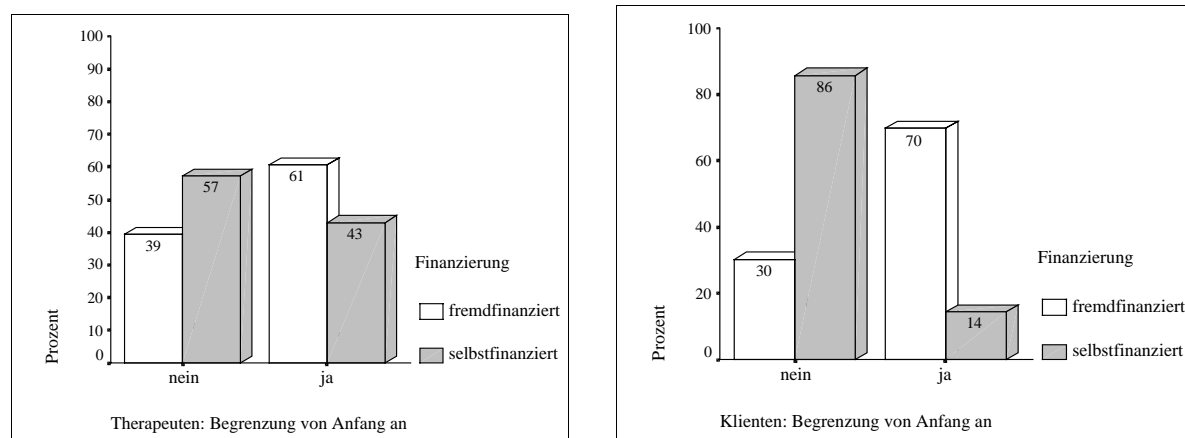 100
90
80
70
60
50
40
30
20
10
0
Prozent
39
57
61
43
nein
ja
Finanzierung
fremdfinanziert
selbstfinanziert
Therapeuten: Begrenzung von Anfang an
100
80
60
40
20
0
Prozent
30
86
70
14
nein
ja
Finanzierung
fremdfinanziert
selbstfinanziert
Klienten: Begrenzung von Anfang an